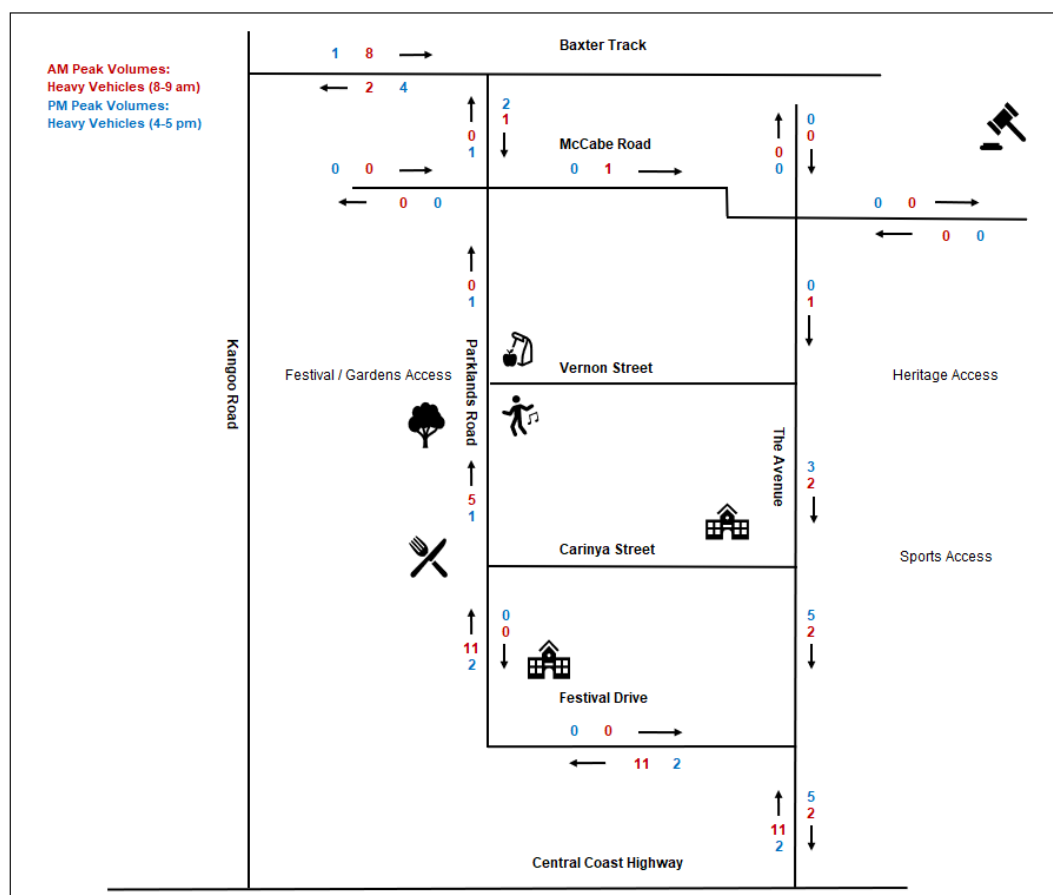 Baxter Track
1 8
AM Peak Volumes:
Heavy Vehicles (8-9 am)
PM Peak Volumes:
Heavy Vehicles (4-5 pm)
2 4
2
1
0
1
McCabe Road
0
0
0
0
0 0
0 1
0 0
0 0
0 0
0
1
0
1
Kangoo Road
Parklands Road
Festival / Gardens Access
Vernon Street
Heritage Access
The Avenue
5
1
3
2
Carinya Street
Sports Access
0
0
11
2
5
2
Festival Drive
0 0
11 2
5
2
11
2
Central Coast Highway